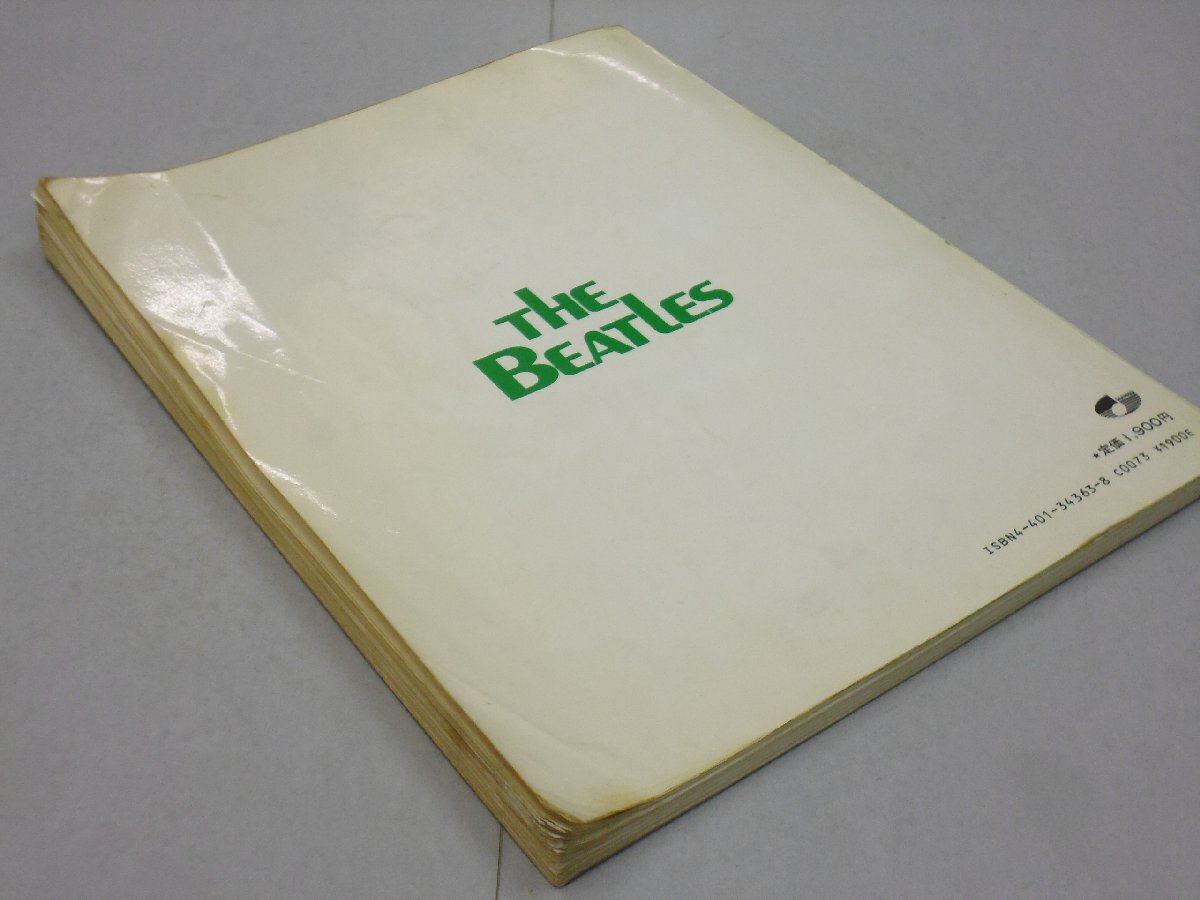 THE
BEATLES
*定価1,900円
ISBN4-401-34363-8 C0073 ¥1900E